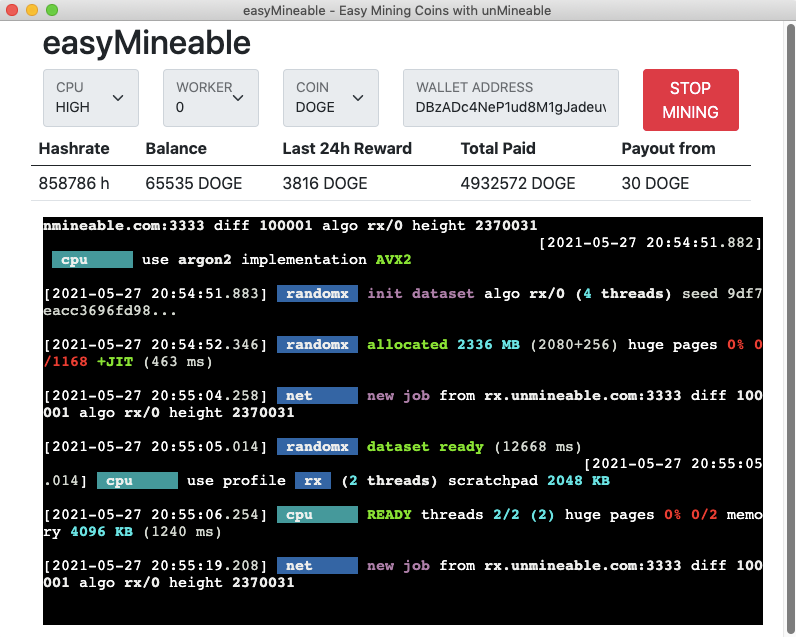 easyMineable - Easy Mining Coins with unMineable
easyMineable
CPU
HIGH
WORKER
0
COIN
DOGE
WALLET ADDRESS
DBzADc4NeP1ud8M1gJadeuv
STOP
MINING
Hashrate Balance Last 24h Reward Total Paid Payout from
858786 h 65535 DOGE 3816 DOGE 4932572 DOGE 30 DOGE
nmineable.com:3333 diff 100001 algo rx/0 height 2370031
[2021-05-27 20:54:51.882]
cpu use argon2 implementation AVX2
[2021-05-27 20:54:51.883] randomx init dataset algo rx/0 (4 threads) seed 9df7
eacc3696fd98...
[2021-05-27 20:54:52.346] randomx allocated 2336 MB (2080+256) huge pages 0% 0
/1168 +JIT (463 ms)
[2021-05-27 20:55:04.258] net new job from rx.unmineable.com:3333 diff 100
001 algo rx/0 height 2370031
[2021-05-27 20:55:05.014] randomx dataset ready (12668 ms)
[2021-05-27 20:55:05
.014] cpu use profile rx (2 threads) scratchpad 2048 KB
[2021-05-27 20:55:06.254] cpu READY threads 2/2 (2) huge pages 0% 0/2 memo
ry 4096 KB (1240 ms)
[2021-05-27 20:55:19.208] net new job from rx.unmineable.com:3333 diff 100
001 algo rx/0 height 2370031